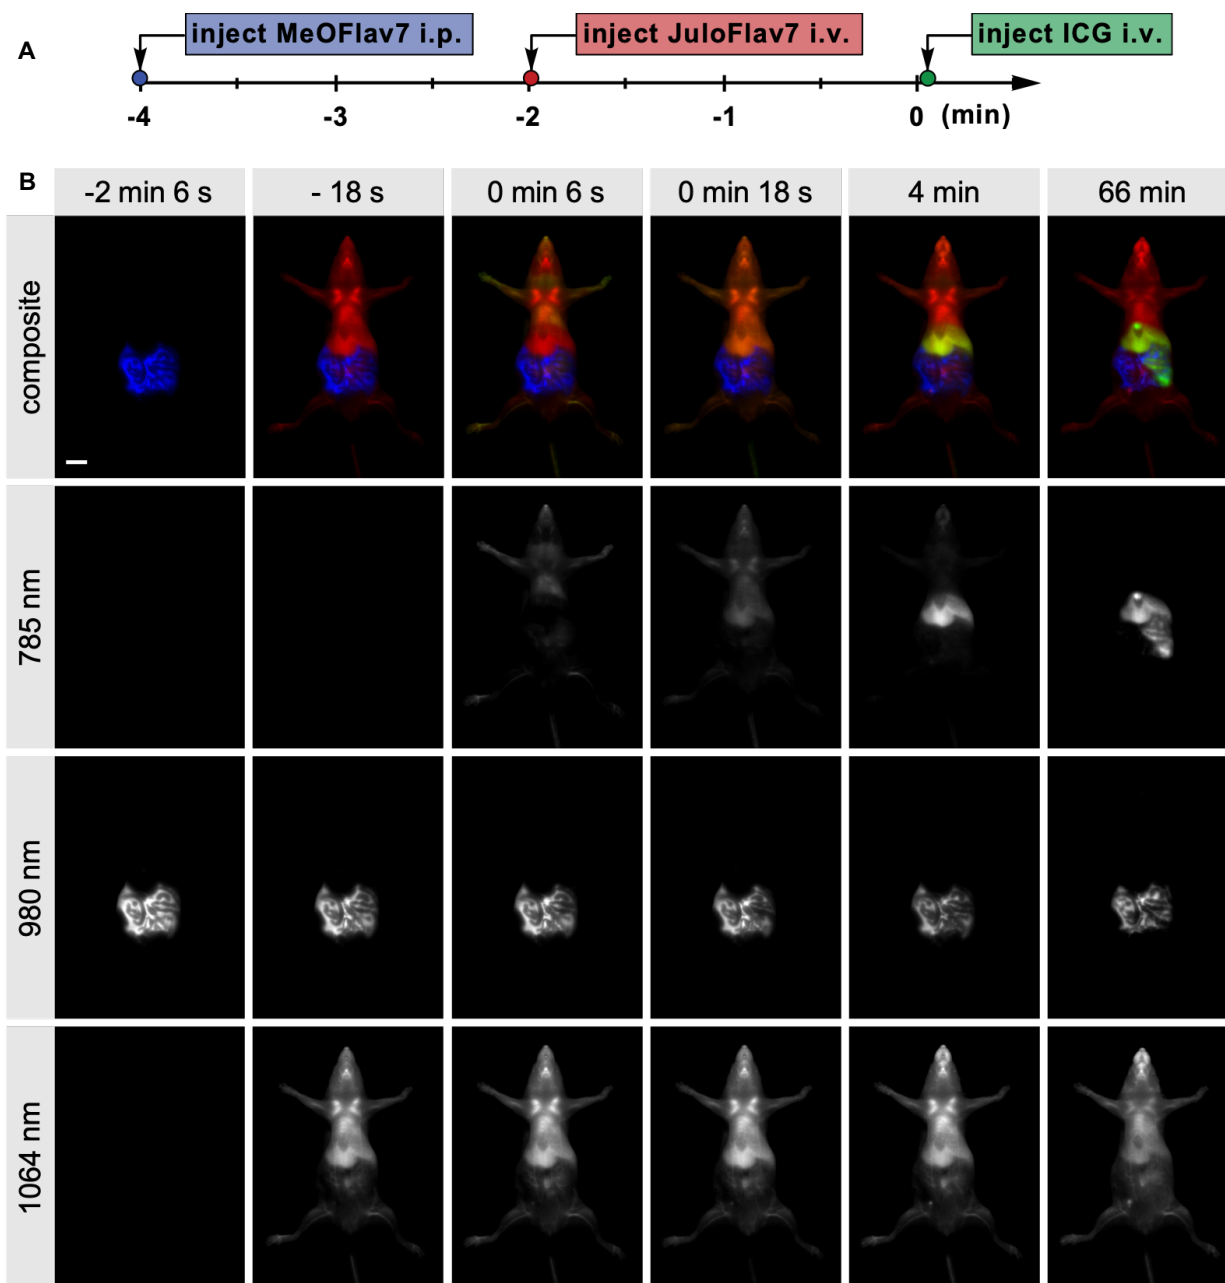 A
inject MeOFlav7 i.p.
inject JuloFlav7 i.v.
inject ICG i.v.
-4
-3
-2
-1
0
(min)
B
-2 min 6 s
- 18 s
0 min 6 s
0 min 18 s
4 min
66 min
composite
785 nm
980 nm
1064 nm